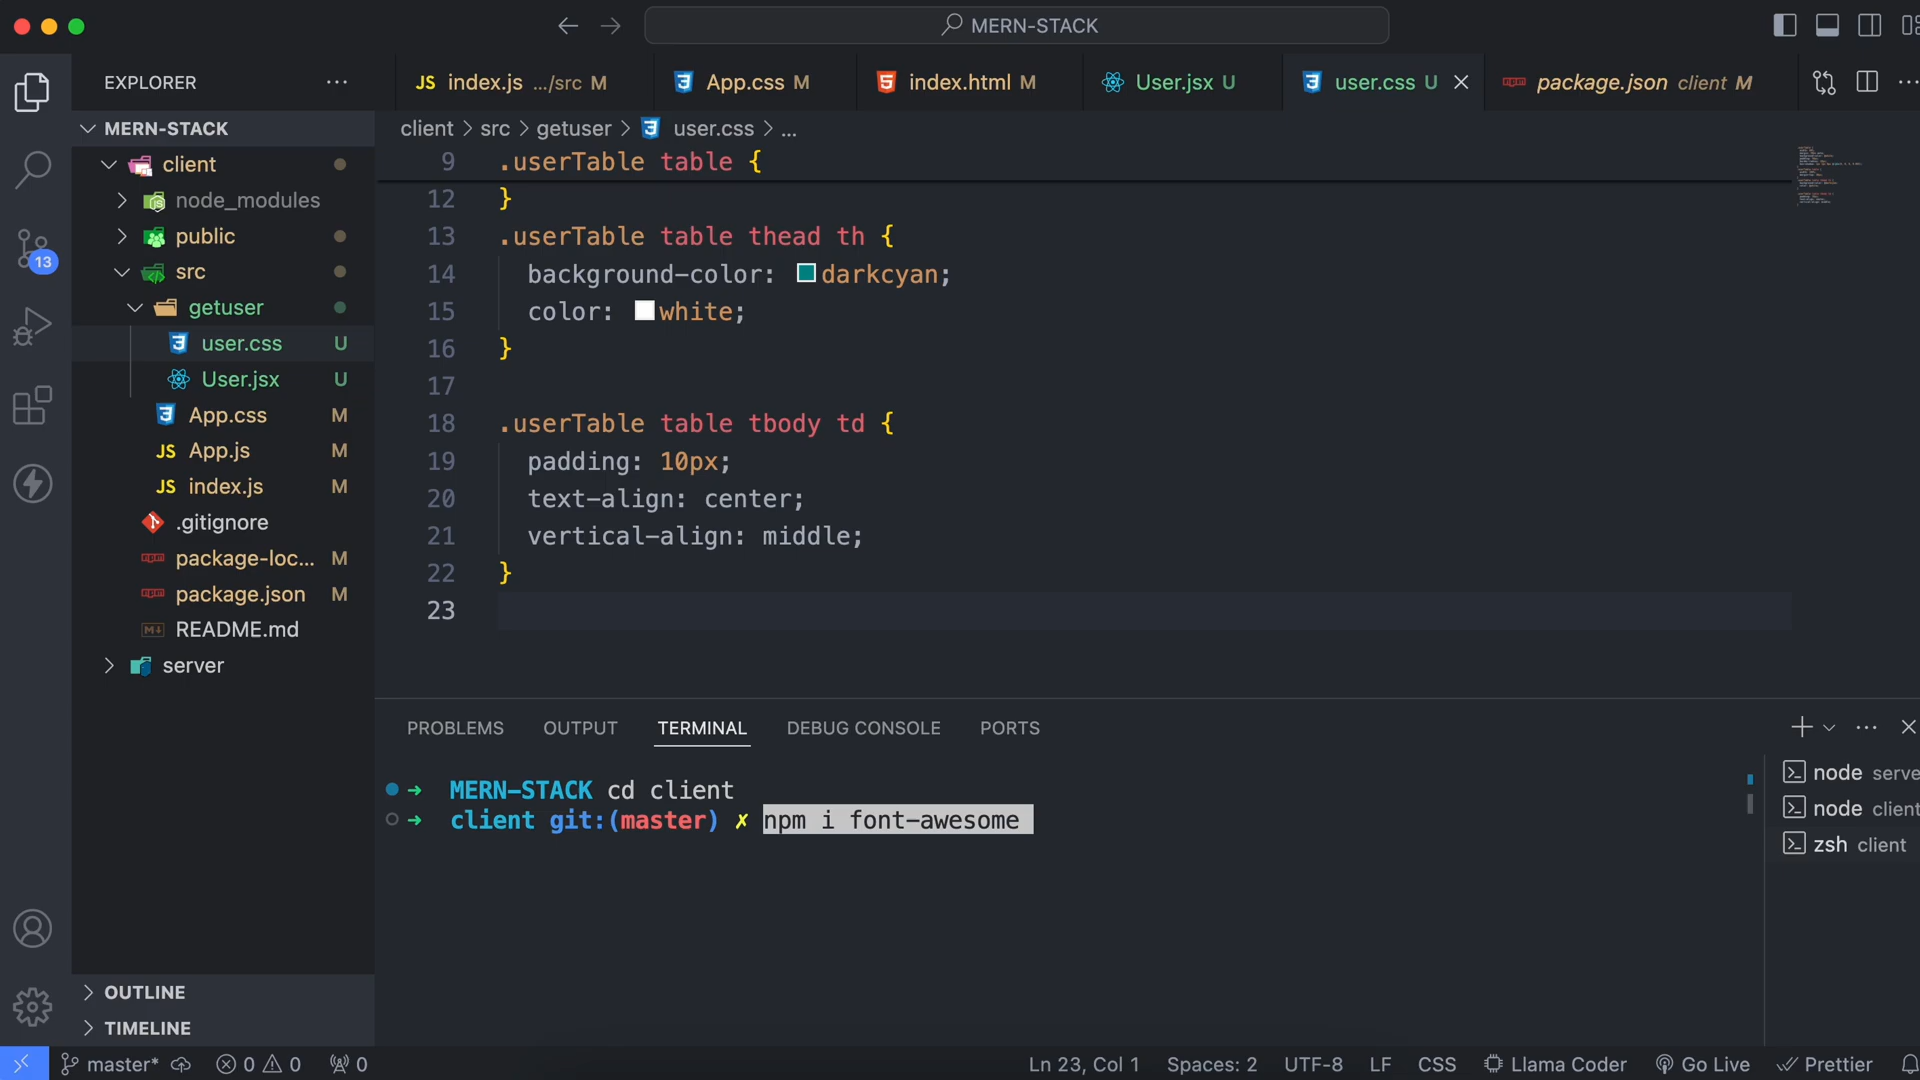 MERN-STACK
EXPLORER
JS index.js .../src M
App.css M
index.html M
User.jsx U
user.css U
package.json client M
MERN-STACK
client
node_modules
public
src
getuser
user.css U
User.jsx U
App.css M
JS App.js M
JS index.js M
.gitignore
package-loc... M
package.json M
README.md
server
OUTLINE
TIMELINE
13
client > src > getuser > user.css > ...
9 .userTable table {
12 }
13 .userTable table thead th {
14 background-color: darkcyan;
15 color: white;
16 }
17
18 .userTable table tbody td {
19 padding: 10px;
20 text-align: center;
21 vertical-align: middle;
22 }
23
PROBLEMS
OUTPUT
TERMINAL
DEBUG CONSOLE
PORTS
➜ MERN-STACK cd client
➜ client git:(master) ✗ npm i font-awesome
node serve
node client
zsh client
master*
0 0
0
Ln 23, Col 1
Spaces: 2
UTF-8
LF
CSS
Llama Coder
Go Live
Prettier